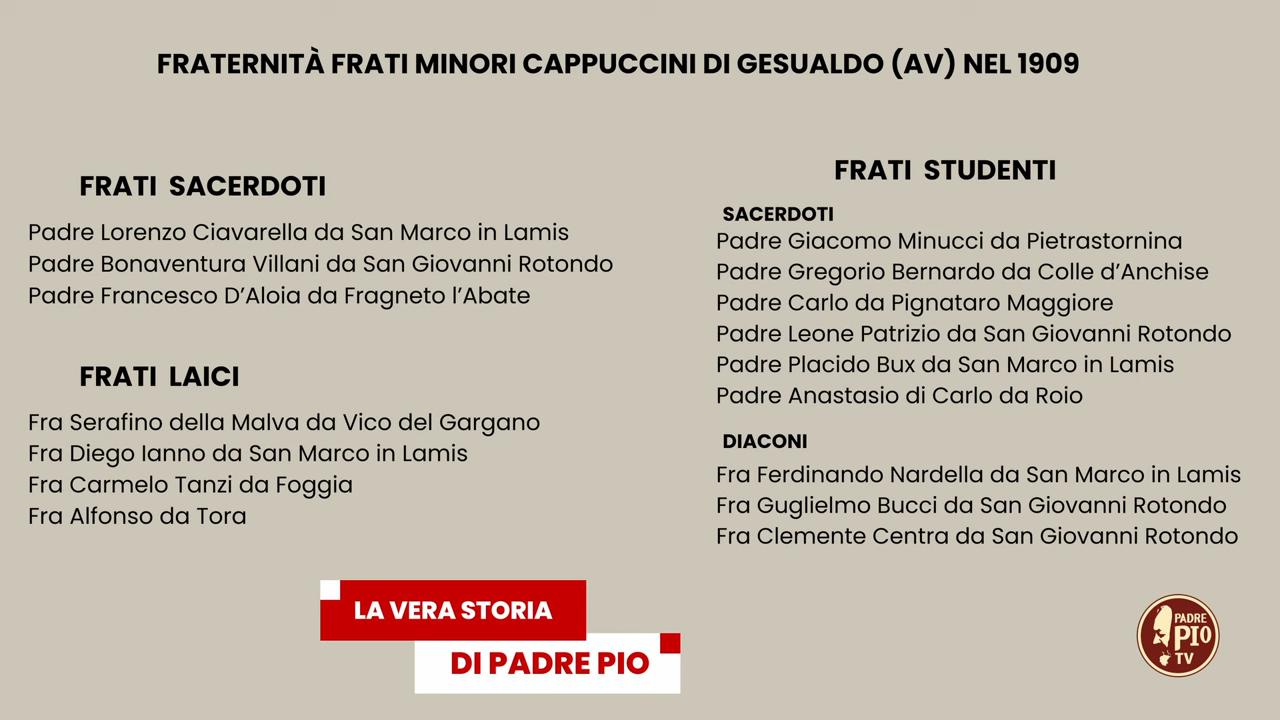 FRATERNITÀ FRATI MINORI CAPPUCCINI DI GESUALDO (AV) NEL 1909
FRATI SACERDOTI
Padre Lorenzo Ciavarella da San Marco in Lamis
Padre Bonaventura Villani da San Giovanni Rotondo
Padre Francesco D’Aloia da Fragneto l’Abate
FRATI LAICI
Fra Serafino della Malva da Vico del Gargano
Fra Diego Ianno da San Marco in Lamis
Fra Carmelo Tanzi da Foggia
Fra Alfonso da Tora
FRATI STUDENTI
SACERDOTI
Padre Giacomo Minucci da Pietrastornina
Padre Gregorio Bernardo da Colle d’Anchise
Padre Carlo da Pignataro Maggiore
Padre Leone Patrizio da San Giovanni Rotondo
Padre Placido Bux da San Marco in Lamis
Padre Anastasio di Carlo da Roio
DIACONI
Fra Ferdinando Nardella da San Marco in Lamis
Fra Guglielmo Bucci da San Giovanni Rotondo
Fra Clemente Centra da San Giovanni Rotondo
LA VERA STORIA
DI PADRE PIO
PADRE
PIO
TV